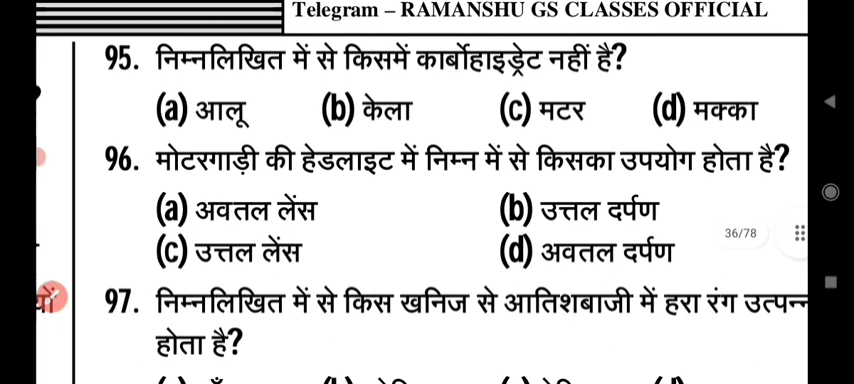 Telegram – RAMANSHU GS CLASSES OFFICIAL
95. निम्नलिखित में से किसमें कार्बोहाइड्रेट नहीं है?
(a) आलू (b) केला (c) मटर (d) मक्का
96. मोटरगाड़ी की हेडलाइट में निम्न में से किसका उपयोग होता है?
(a) अवतल लेंस (b) उत्तल दर्पण
(c) उत्तल लेंस (d) अवतल दर्पण
36/78
97. निम्नलिखित में से किस खनिज से आतिशबाजी में हरा रंग उत्पन्न
होता है?